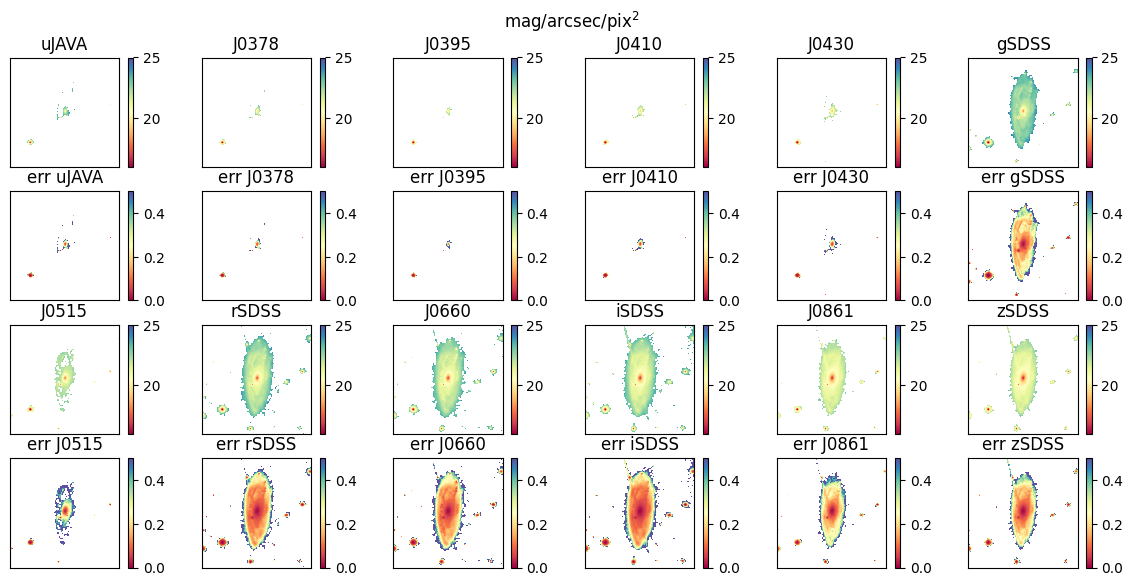 mag/arcsec/pix²
uJAVA J0378 J0395 J0410 J0430 gSDSS
25 25 25 25 25 25
20 20 20 20 20 20
err uJAVA err J0378 err J0395 err J0410 err J0430 err gSDSS
0.4 0.4 0.4 0.4 0.4 0.4
0.2 0.2 0.2 0.2 0.2 0.2
0.0 0.0 0.0 0.0 0.0 0.0
J0515 rSDSS J0660 iSDSS J0861 zSDSS
25 25 25 25 25 25
20 20 20 20 20 20
err J0515 err rSDSS err J0660 err iSDSS err J0861 err zSDSS
0.4 0.4 0.4 0.4 0.4 0.4
0.2 0.2 0.2 0.2 0.2 0.2
0.0 0.0 0.0 0.0 0.0 0.0